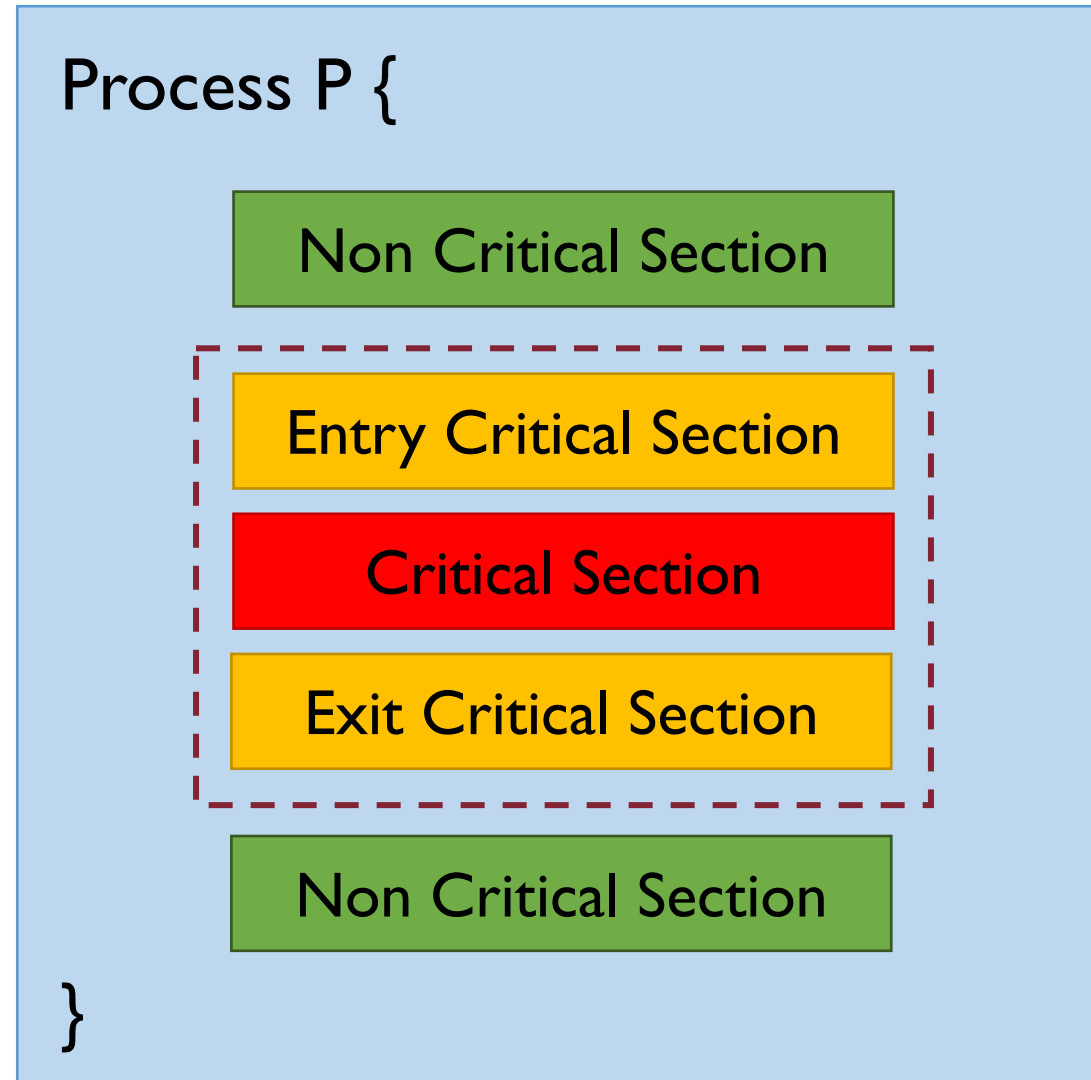 Process P {
Non Critical Section
Entry Critical Section
Critical Section
Exit Critical Section
Non Critical Section
}